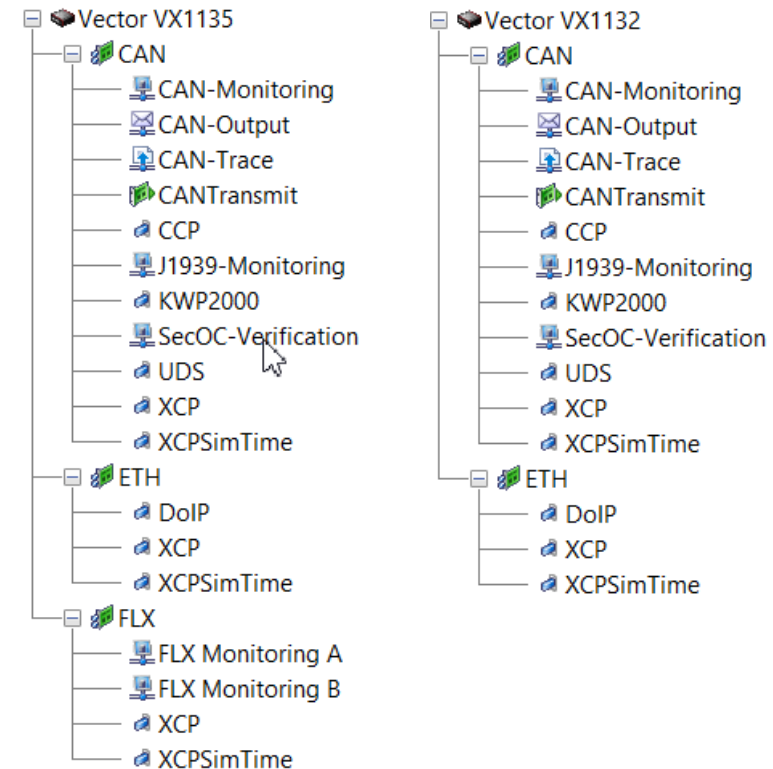 Vector VX1135
CAN
CAN-Monitoring
CAN-Output
CAN-Trace
CANTransmit
CCP
J1939-Monitoring
KWP2000
SecOC-Verification
UDS
XCP
XCPSimTime
ETH
DoIP
XCP
XCPSimTime
FLX
FLX Monitoring A
FLX Monitoring B
XCP
XCPSimTime
Vector VX1132
CAN
CAN-Monitoring
CAN-Output
CAN-Trace
CANTransmit
CCP
J1939-Monitoring
KWP2000
SecOC-Verification
UDS
XCP
XCPSimTime
ETH
DoIP
XCP
XCPSimTime